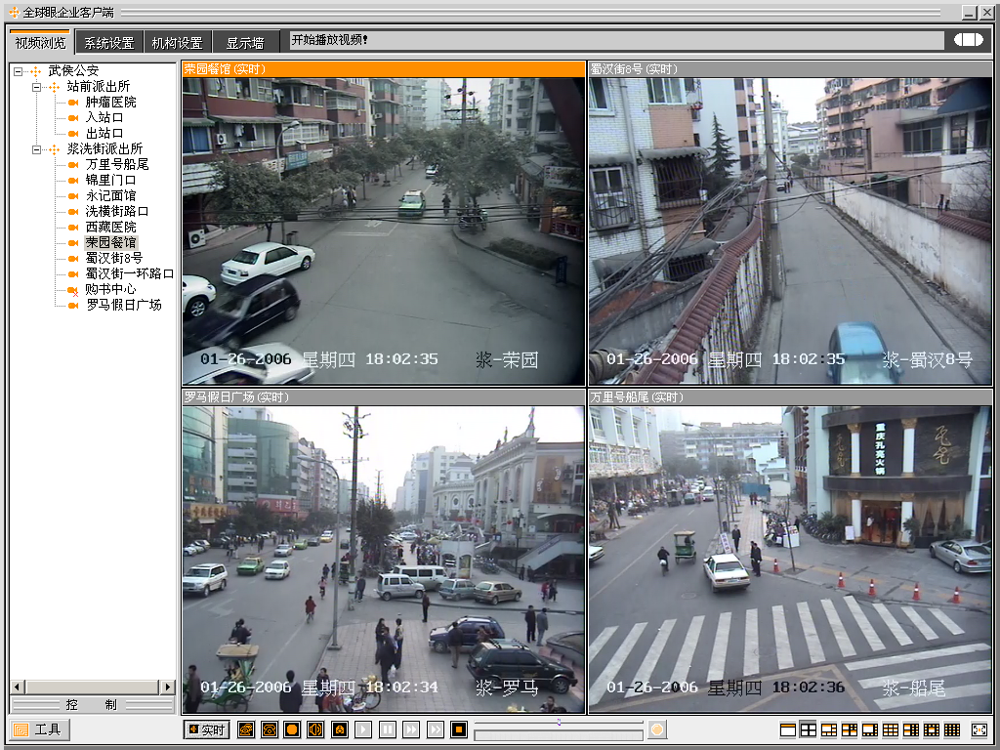 全球眼企业客户端
视频浏览
系统设置
机构设置
显示墙
开始播放视频!
武侯公安
站前派出所
肿瘤医院
入站口
出站口
浆洗街派出所
万里号船尾
锦里门口
永记面馆
洗横街路口
西藏医院
荣园餐馆
蜀汉街8号
蜀汉街一环路口
购书中心
罗马假日广场
控 制
工具
荣园餐馆(实时)
01-26-2006 星期四 18:02:35 浆-荣园
蜀汉街8号(实时)
01-26-2006 星期四 18:02:35 浆-蜀汉8号
罗马假日广场(实时)
01-26-2006 星期四 18:02:34 浆-罗马
万里号船尾(实时)
重庆孔亮火锅
01-26-2006 星期四 18:02:36 浆-船尾
实时